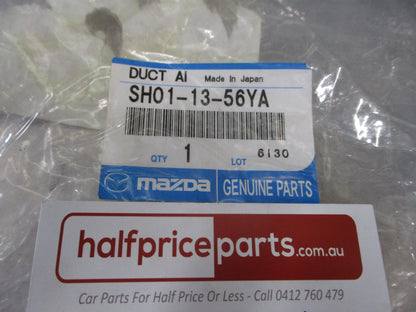 DUCT AI Made In Japan
SH01-13-56YA
QTY 1 LOT 6130
mazda GENUINE PARTS
halfpriceparts.com.au
Car Parts For Half Price Or Less - Call 0412 760 479